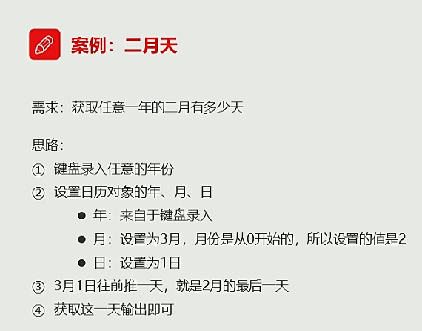 案例：二月天
需求：获取任意一年的二月有多少天
思路：
① 键盘录入任意的年份
② 设置日历对象的年、月、日
● 年：来自于键盘录入
● 月：设置为3月，月份是从0开始的，所以设置的值是2
● 日：设置为1日
③ 3月1日往前推一天，就是2月的最后一天
④ 获取这一天输出即可